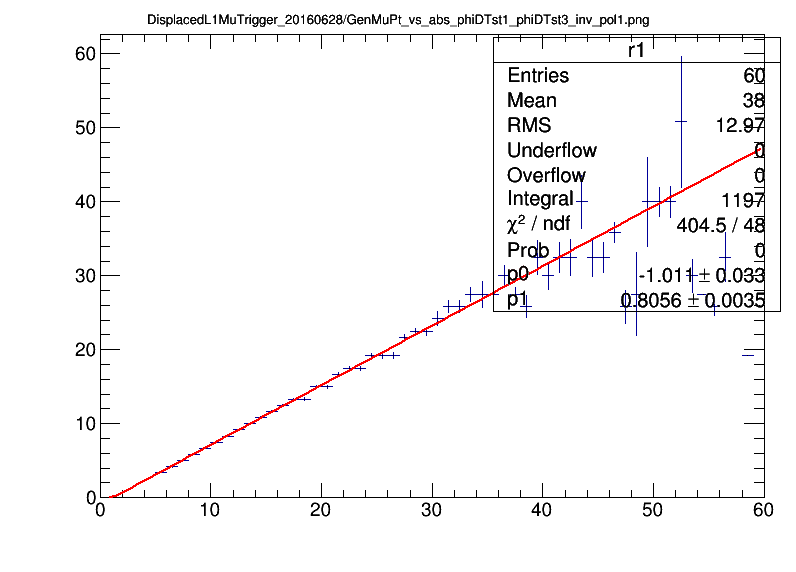 DisplacedL1MuTrigger_20160628/GenMuPt_vs_abs_phiDTst1_phiDTst3_inv_pol1.png
r1
Entries 60
Mean 38
RMS 12.97
Underflow 0
Overflow 0
Integral 1197
χ² / ndf 404.5 / 48
Prob 0
p0 -1.011 ± 0.033
p1 0.8056 ± 0.0035
60
50
40
30
20
10
0
0 10 20 30 40 50 60